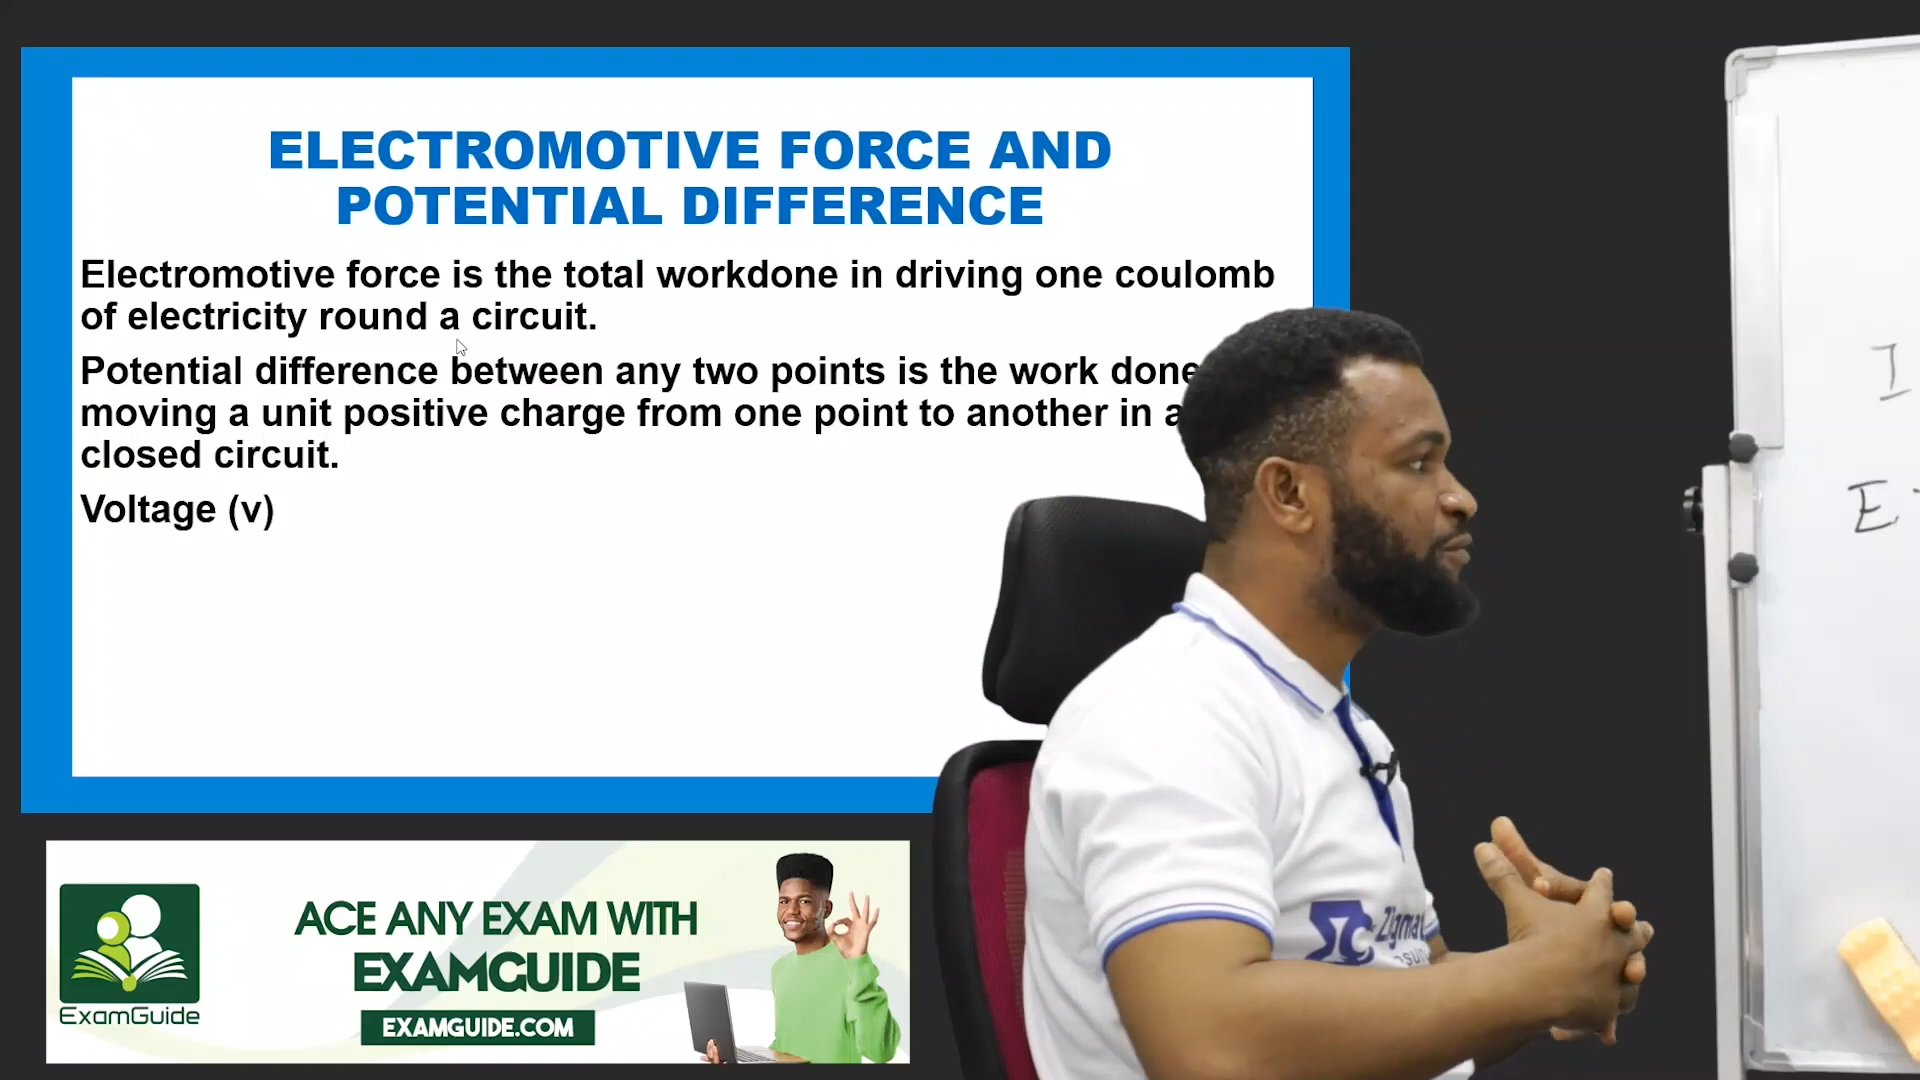 ELECTROMOTIVE FORCE AND
POTENTIAL DIFFERENCE
Electromotive force is the total workdone in driving one coulomb
of electricity round a circuit.
Potential difference between any two points is the work done
moving a unit positive charge from one point to another in a
closed circuit.
Voltage (v)
I
E
ExamGuide
ACE ANY EXAM WITH
EXAMGUIDE
EXAMGUIDE.COM